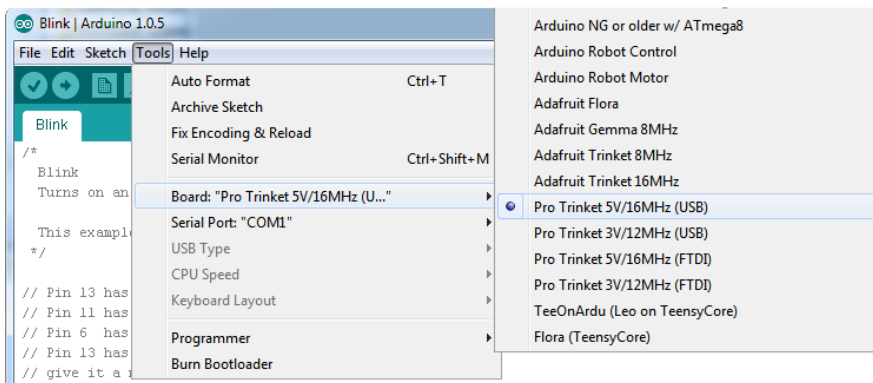 Blink | Arduino 1.0.5
File Edit Sketch Tools Help
Blink
/*
Blink
Turns on an
This example
*/
// Pin 13 has
// Pin 11 has
// Pin 6 has
// Pin 13 has
// give it a
Auto Format Ctrl+T
Archive Sketch
Fix Encoding & Reload
Serial Monitor Ctrl+Shift+M
Board: "Pro Trinket 5V/16MHz (U..."
Serial Port: "COM1"
USB Type
CPU Speed
Keyboard Layout
Programmer
Burn Bootloader
Arduino NG or older w/ ATmega8
Arduino Robot Control
Arduino Robot Motor
Adafruit Flora
Adafruit Gemma 8MHz
Adafruit Trinket 8MHz
Adafruit Trinket 16MHz
Pro Trinket 5V/16MHz (USB)
Pro Trinket 3V/12MHz (USB)
Pro Trinket 5V/16MHz (FTDI)
Pro Trinket 3V/12MHz (FTDI)
TeeOnArdu (Leo on TeensyCore)
Flora (TeensyCore)